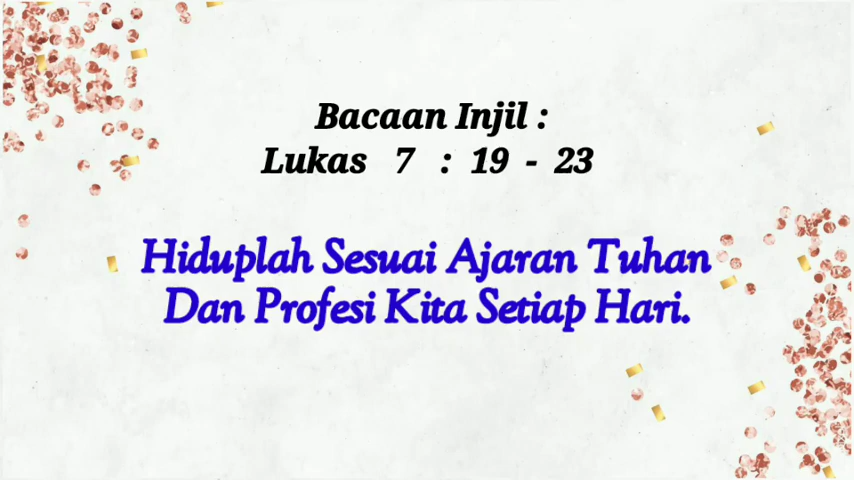 Bacaan Injil :
Lukas 7 : 19 - 23
Hiduplah Sesuai Ajaran Tuhan
Dan Profesi Kita Setiap Hari.